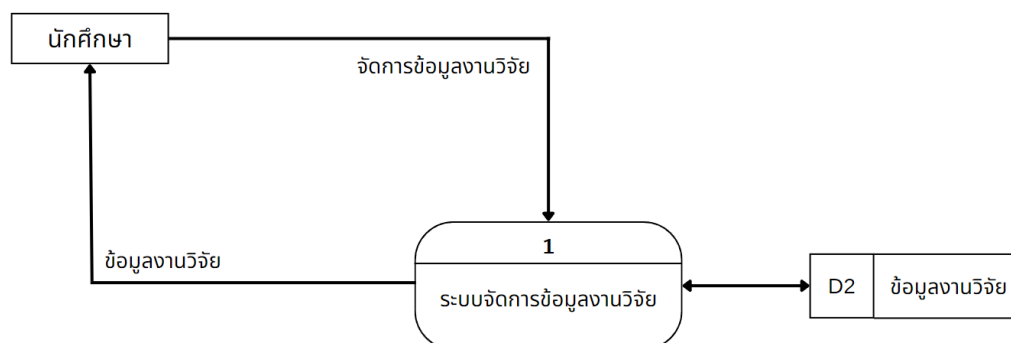 นักศึกษา
จัดการข้อมูลงานวิจัย
ข้อมูลงานวิจัย
1
ระบบจัดการข้อมูลงานวิจัย
D2 ข้อมูลงานวิจัย